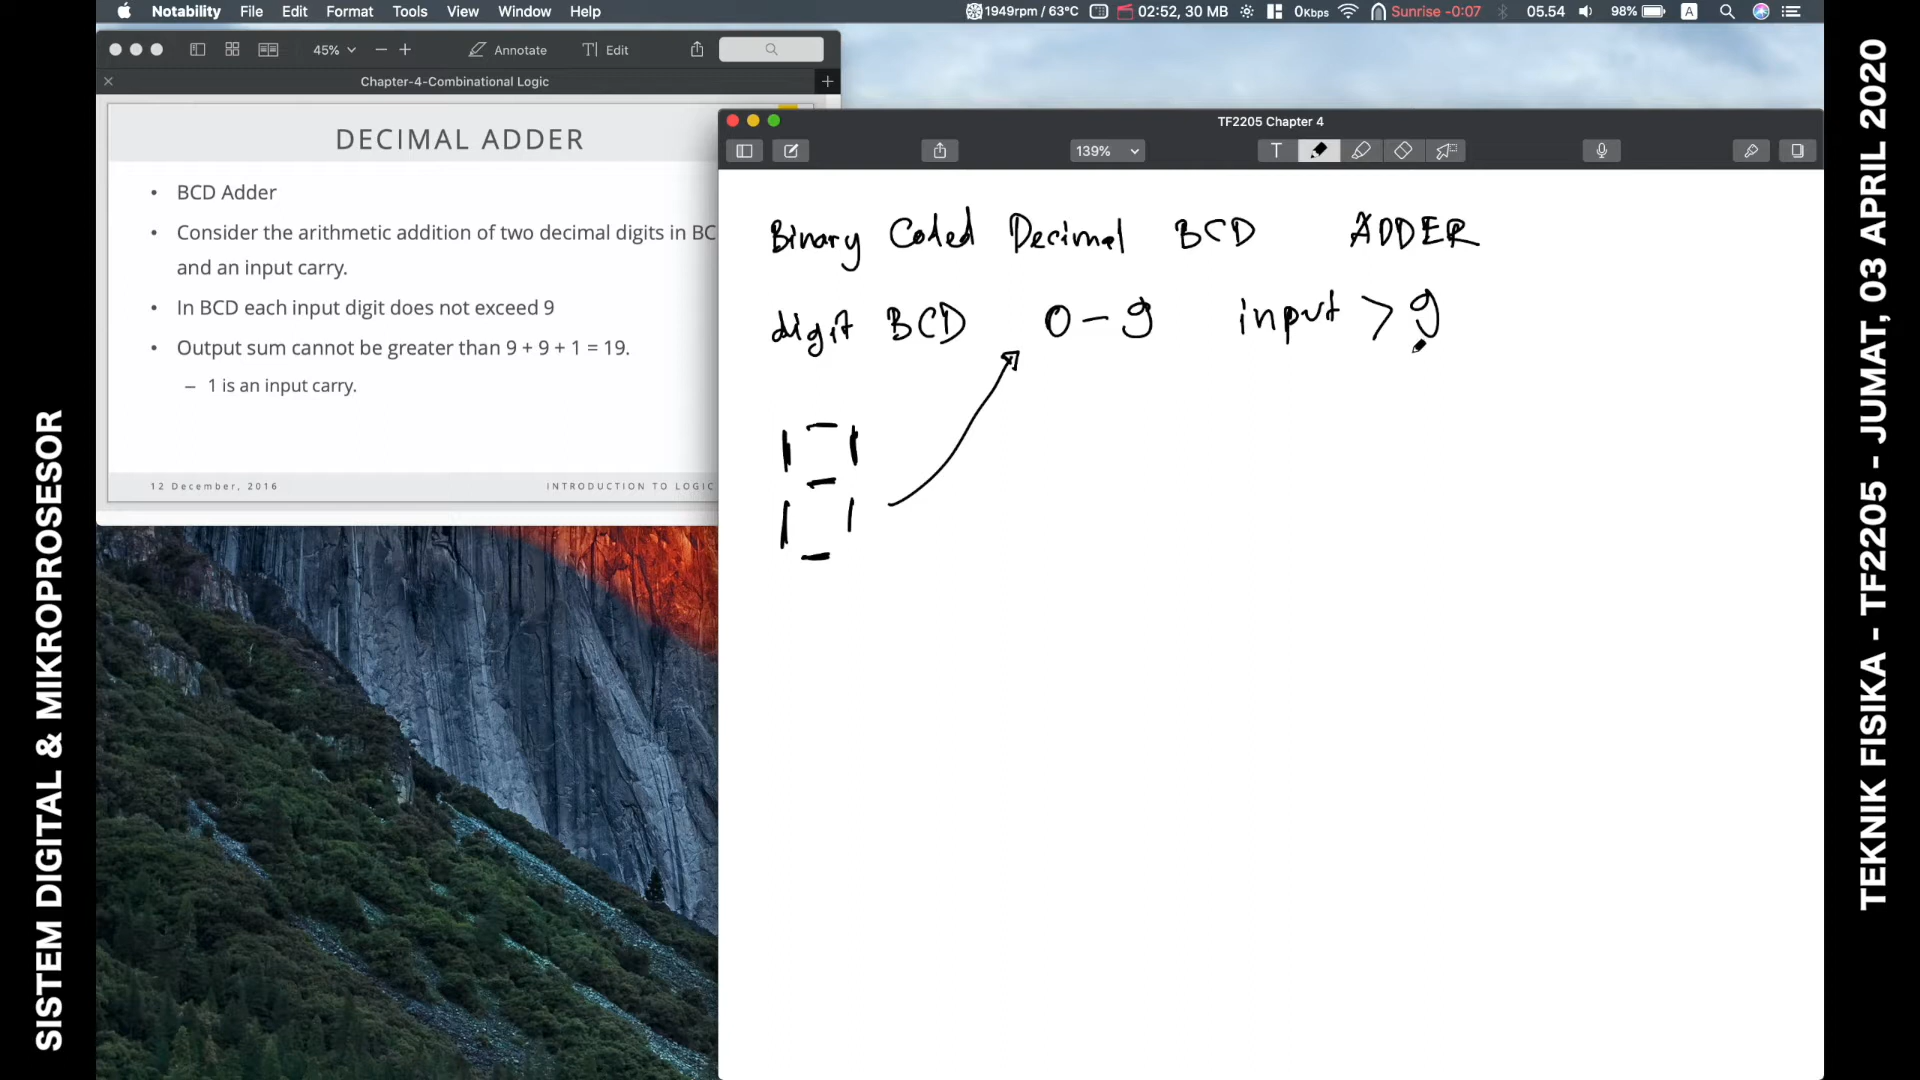 Notability File Edit Format Tools View Window Help 1949rpm / 63°C 02:52, 30 MB 0Kbps Sunrise -0:07 05.54 98% A
45% Annotate Edit
Chapter-4-Combinational Logic
DECIMAL ADDER
• BCD Adder
• Consider the arithmetic addition of two decimal digits in BC
and an input carry.
• In BCD each input digit does not exceed 9
• Output sum cannot be greater than 9 + 9 + 1 = 19.
– 1 is an input carry.
12 December, 2016 INTRODUCTION TO LOGIC
TF2205 Chapter 4
139% T
Binary Coded Decimal BCD ADDER
digit BCD 0 – 9 input > 9
SISTEM DIGITAL & MIKROPROSESOR
TEKNIK FISIKA - TF2205 - JUMAT, 03 APRIL 2020